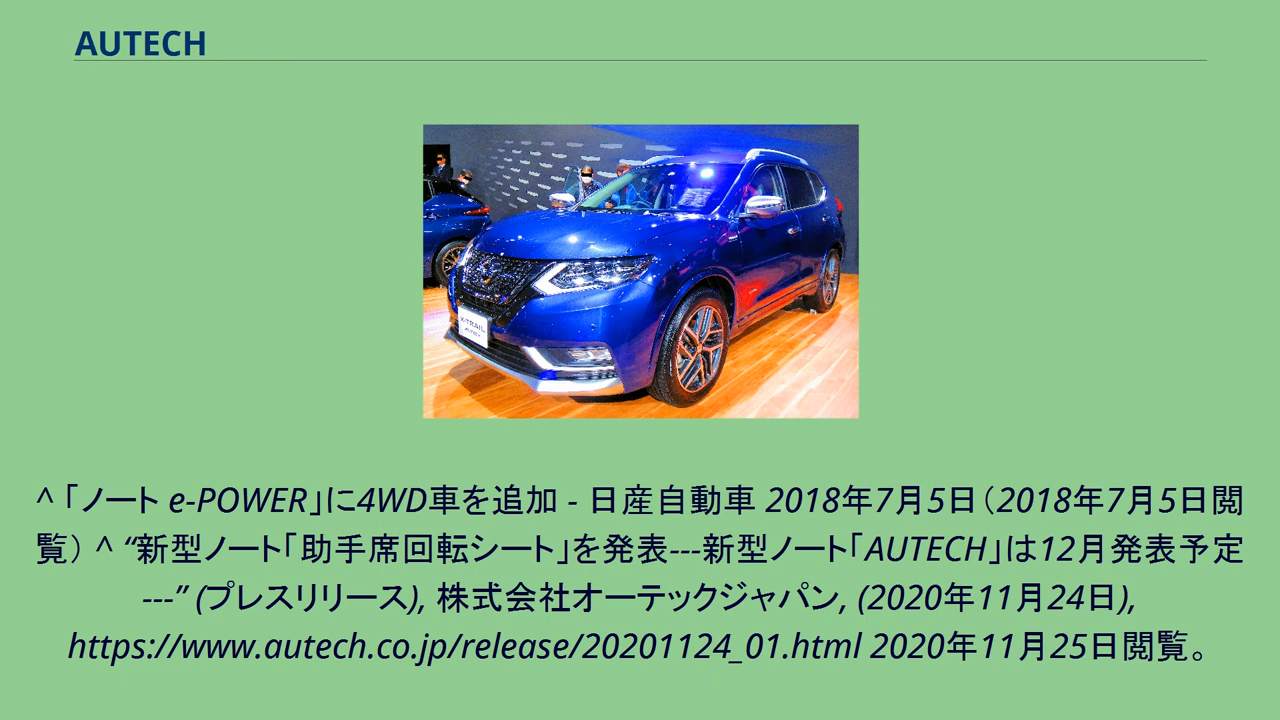 AUTECH
X-TRAIL
AUTECH
^ 「ノート e-POWER」に4WD車を追加 - 日産自動車 2018年7月5日（2018年7月5日閲
覧） ^ “新型ノート「助手席回転シート」を発表---新型ノート「AUTECH」は12月発表予定
---” (プレスリリース), 株式会社オーテックジャパン, (2020年11月24日),
https://www.autech.co.jp/release/20201124_01.html 2020年11月25日閲覧。